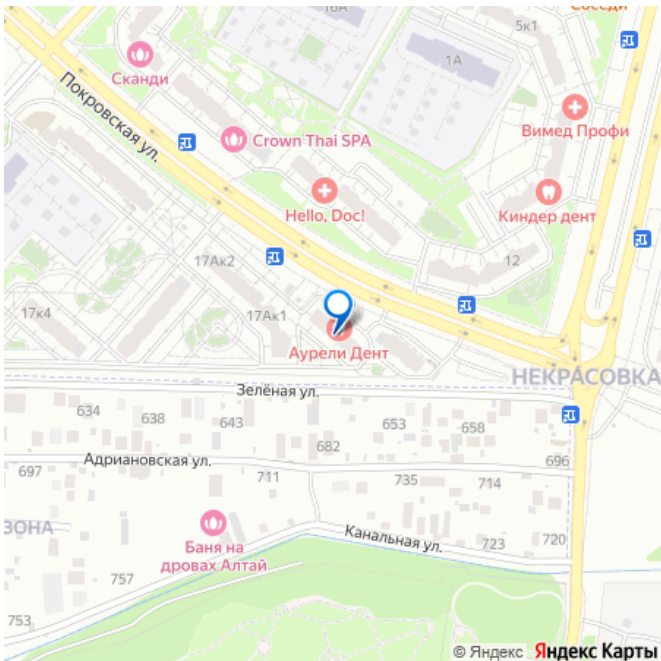 16А
Соседи
5к1
Сканди
1А
Покровская ул.
Вимед Профи
Crown Thai SPA
Hello, Doc!
Киндер дент
17Ак2
12
17к4
17Ак1
Аурели Дент
НЕКРАСОВКА
Зелёная ул.
634
638
643
653
658
682
Адриановская ул.
696
697
711
735
714
ЗОНА
Канальная ул.
Баня на
дровах Алтай
723
720
757
753
© Яндекс Яндекс Карты